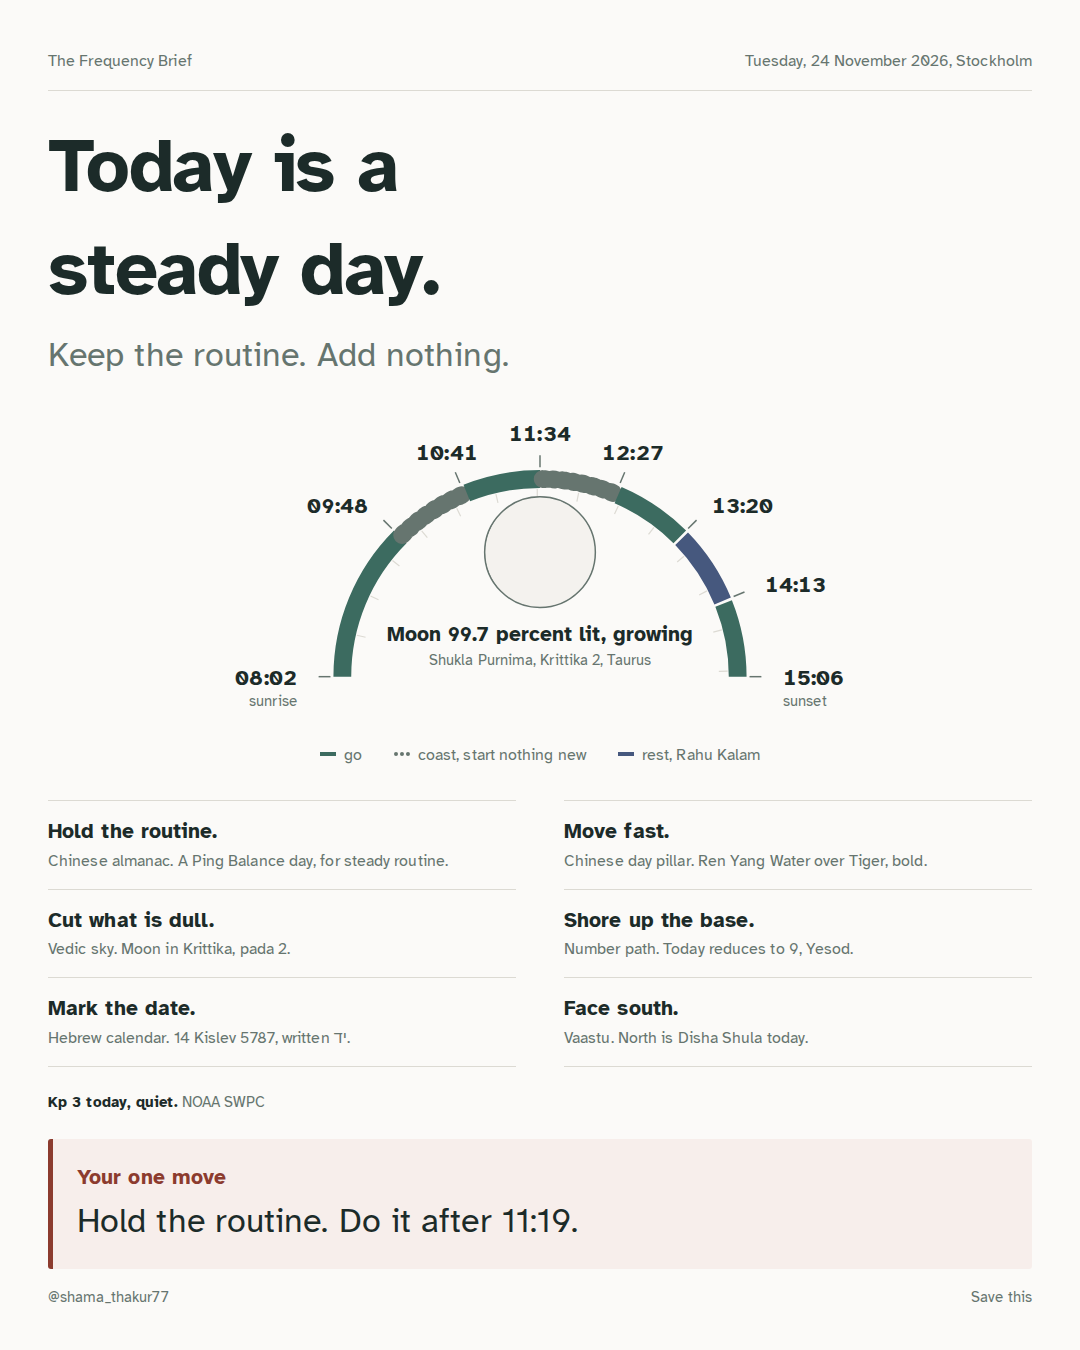 The Frequency Brief
Tuesday, 24 November 2026, Stockholm
Today is a
steady day.
Keep the routine. Add nothing.
11:34
10:41
12:27
09:48
13:20
14:13
Moon 99.7 percent lit, growing
Shukla Purnima, Krittika 2, Taurus
08:02
sunrise
15:06
sunset
go
coast, start nothing new
rest, Rahu Kalam
Hold the routine.
Chinese almanac. A Ping Balance day, for steady routine.
Move fast.
Chinese day pillar. Ren Yang Water over Tiger, bold.
Cut what is dull.
Vedic sky. Moon in Krittika, pada 2.
Shore up the base.
Number path. Today reduces to 9, Yesod.
Mark the date.
Hebrew calendar. 14 Kislev 5787, written י״ד.
Face south.
Vaastu. North is Disha Shula today.
Kp 3 today, quiet. NOAA SWPC
Your one move
Hold the routine. Do it after 11:19.
@shama_thakur77
Save this